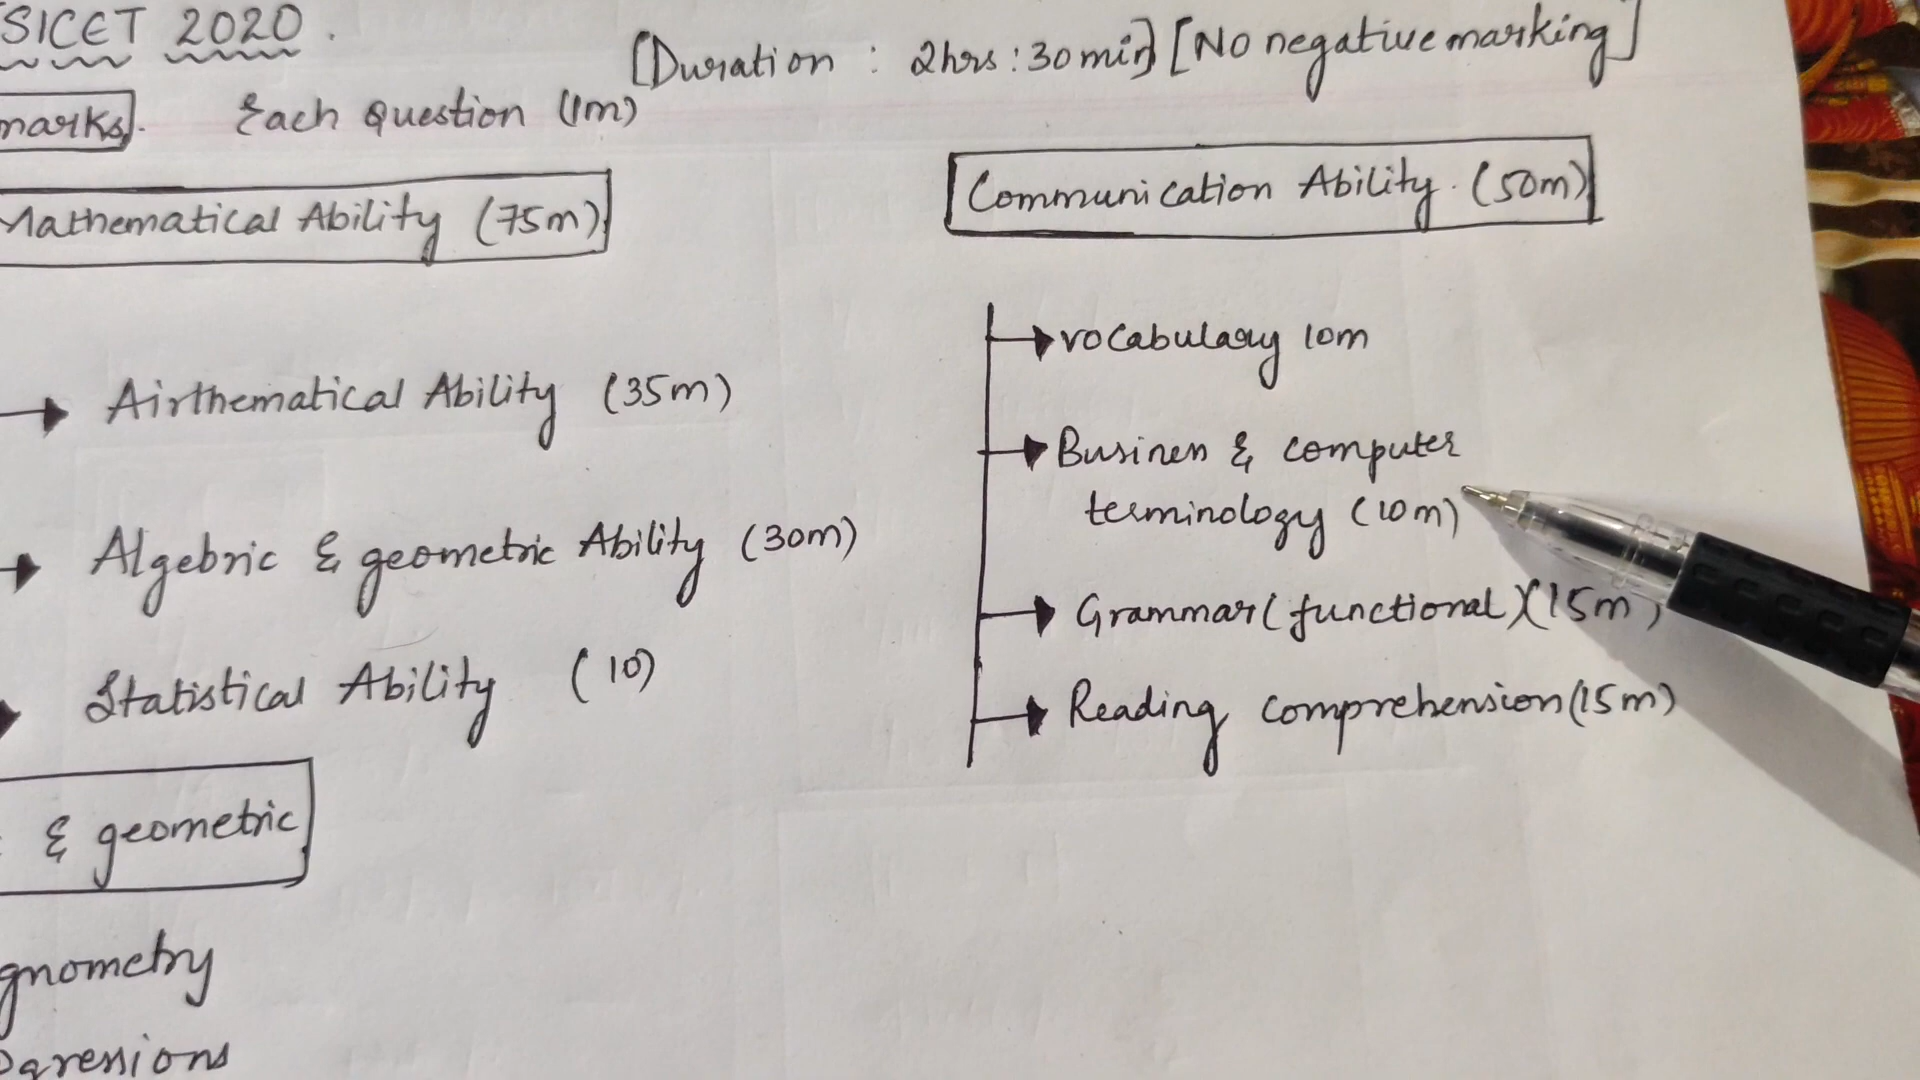 SICET 2020.
[Duration : 2hrs : 30 min] [No negative marking]
marks]. Each question (1m)
Mathematical Ability (75m)
Communication Ability. (50m)
Airthematical Ability (35m)
Algebric & geometric Ability (30m)
Statistical Ability (10)
& geometric
gnometry
vocabulary 10m
Business & computer
terminology (10m)
Grammar (functional) (15m)
Reading comprehension (15m)